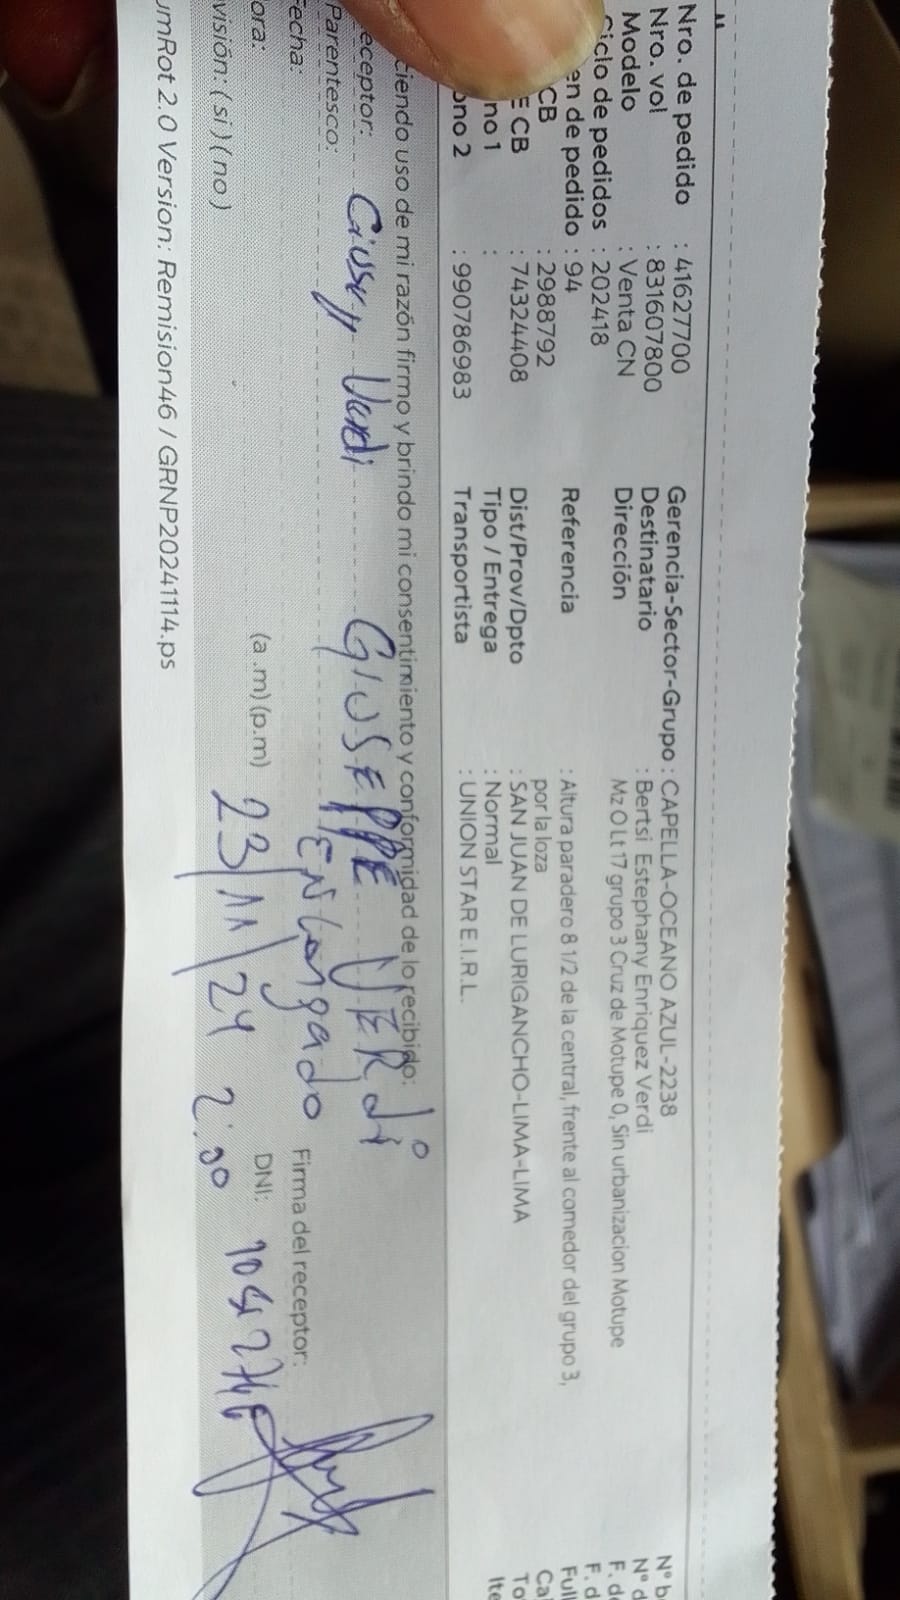 Nro. de pedido : 41627700
Nro. vol : 831607800
Modelo : Venta CN
Ciclo de pedidos : 202418
en de pedido : 94
CB : 2988792
E CB : 74324408
no 1 :
ono 2 : 990786983
Gerencia-Sector-Grupo : CAPELLA-OCEANO AZUL-2238
Destinatario : Bertsi Estephany Enriquez Verdi
Dirección Mz O Lt 17 grupo 3 Cruz de Motupe 0, Sin urbanizacion Motupe
Referencia : Altura paradero 8 1/2 de la central, frente al comedor del grupo 3,
por la loza
Dist/Prov/Dpto : SAN JUAN DE LURIGANCHO-LIMA-LIMA
Tipo / Entrega : Normal
Transportista : UNION STAR E.I.R.L.
N° b
N° d
F. de
F. d
Full
Ca
To
Ite
ciendo uso de mi razón firmo y brindo mi consentimiento y conformidad de lo recibido:
eceptor: Giusepp Verdi GIUSEPPE VERdi
Parentesco: ENcargado
Firma del receptor:
echa:
ora: (a.m)(p.m) 23/11/24 2:00
DNI:
visión: (si)(no)
umRot 2.0 Version: Remision46 / GRNP20241114.ps